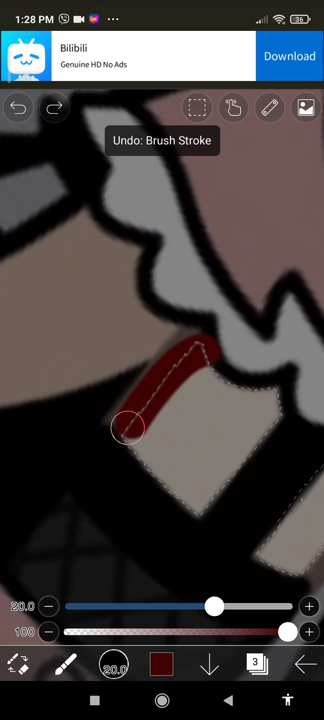 1:28 PM
36
Bilibili
Genuine HD No Ads
Download
Undo: Brush Stroke
20.0
100
20.0
3